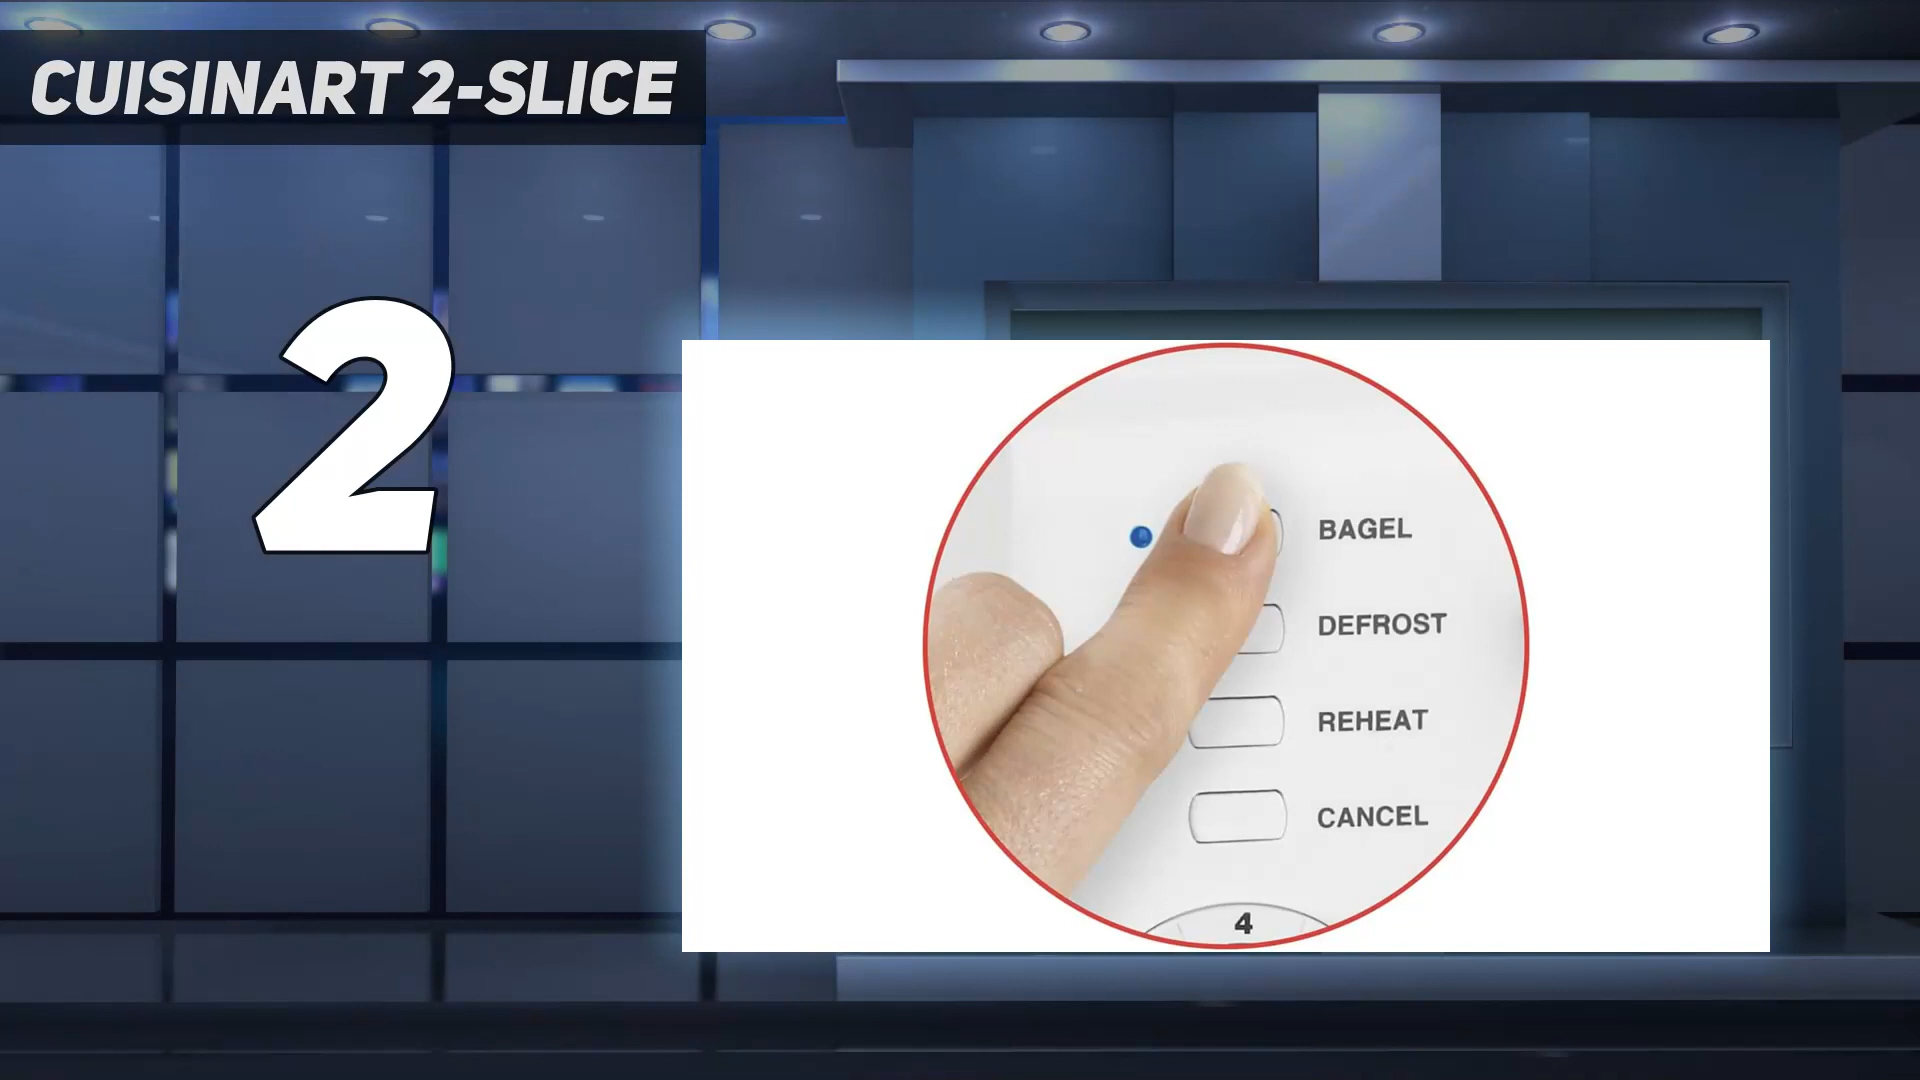 CUISINART 2-SLICE
2
BAGEL
DEFROST
REHEAT
CANCEL
4